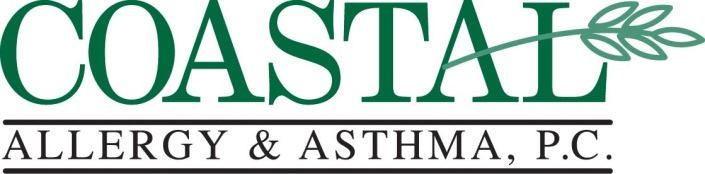 COASTAL
ALLERGY & ASTHMA, P.C.